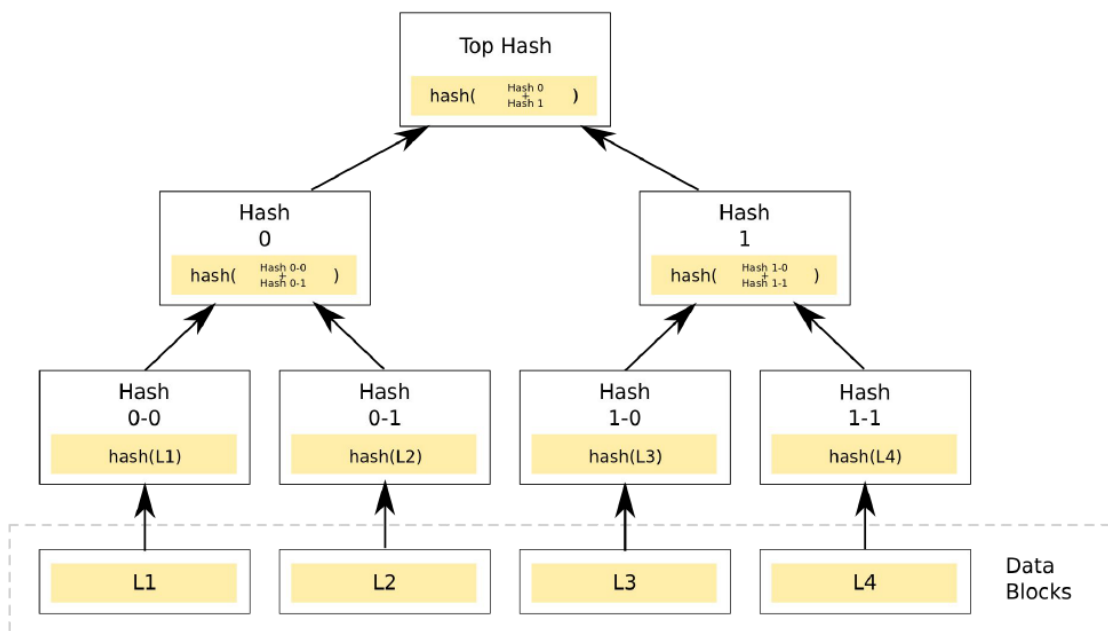 Top Hash
hash( Hash 0 + Hash 1 )
Hash
0
hash( Hash 0-0 + Hash 0-1 )
Hash
1
hash( Hash 1-0 + Hash 1-1 )
Hash
0-0
hash(L1)
Hash
0-1
hash(L2)
Hash
1-0
hash(L3)
Hash
1-1
hash(L4)
L1
L2
L3
L4
Data
Blocks